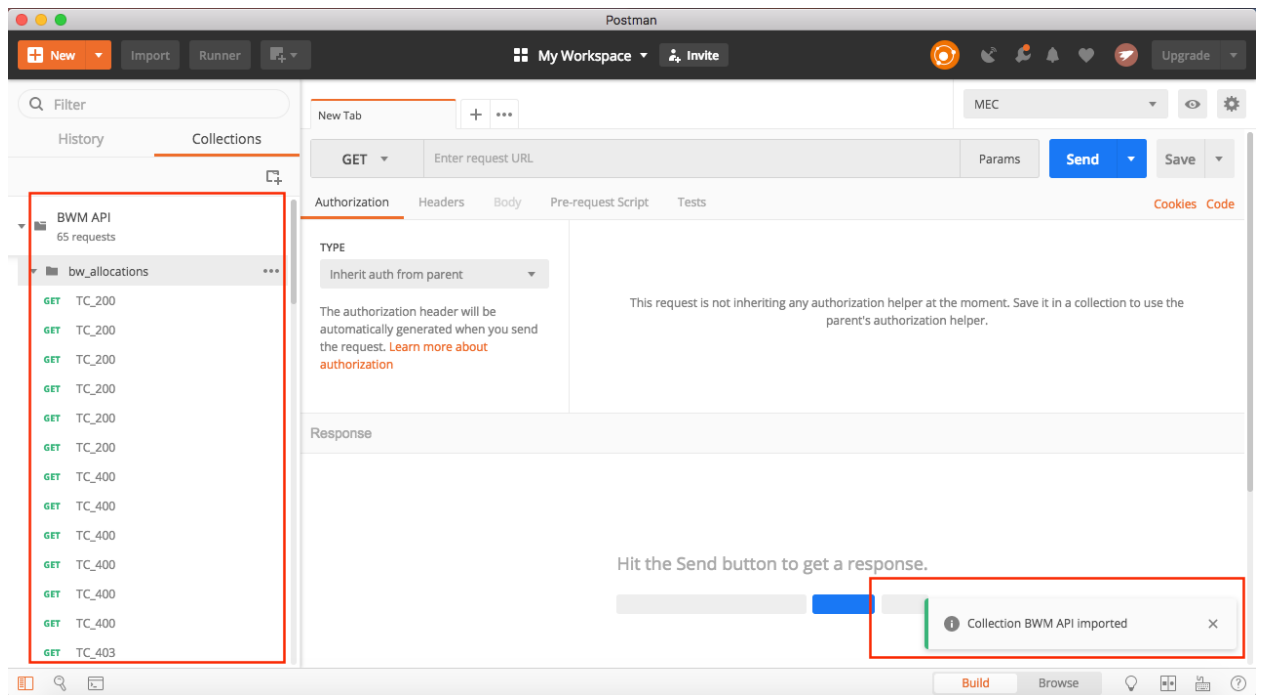 Postman
New
Import
Runner
My Workspace
Invite
Upgrade
Filter
History
Collections
BWM API
65 requests
bw_allocations
GET TC_200
GET TC_200
GET TC_200
GET TC_200
GET TC_200
GET TC_200
GET TC_400
GET TC_400
GET TC_400
GET TC_400
GET TC_400
GET TC_400
GET TC_403
New Tab
MEC
GET
Enter request URL
Params
Send
Save
Authorization
Headers
Body
Pre-request Script
Tests
Cookies
Code
TYPE
Inherit auth from parent
The authorization header will be
automatically generated when you send
the request. Learn more about
authorization
This request is not inheriting any authorization helper at the moment. Save it in a collection to use the
parent's authorization helper.
Response
Hit the Send button to get a response.
Collection BWM API imported
Build
Browse